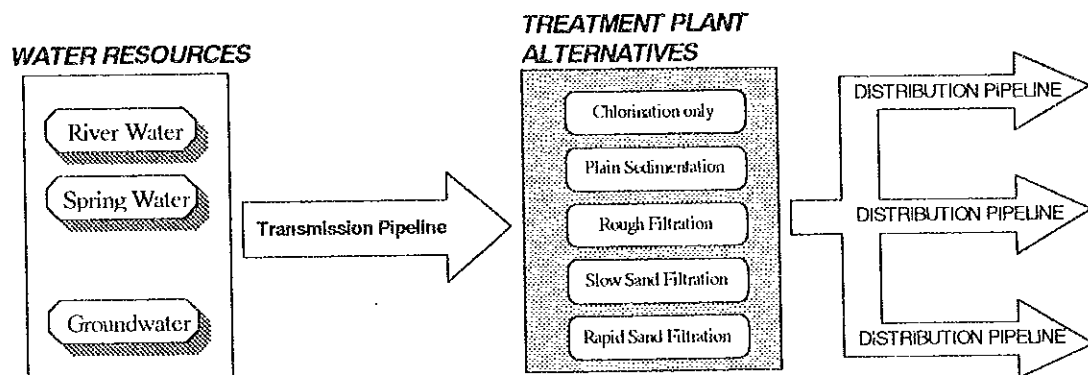 WATER RESOURCES
River Water
Spring Water
Groundwater
Transmission Pipeline
TREATMENT PLANT
ALTERNATIVES
Chlorination only
Plain Sedimentation
Rough Filtration
Slow Sand Filtration
Rapid Sand Filtration
DISTRIBUTION PIPELINE
DISTRIBUTION PIPELINE
DISTRIBUTION PIPELINE